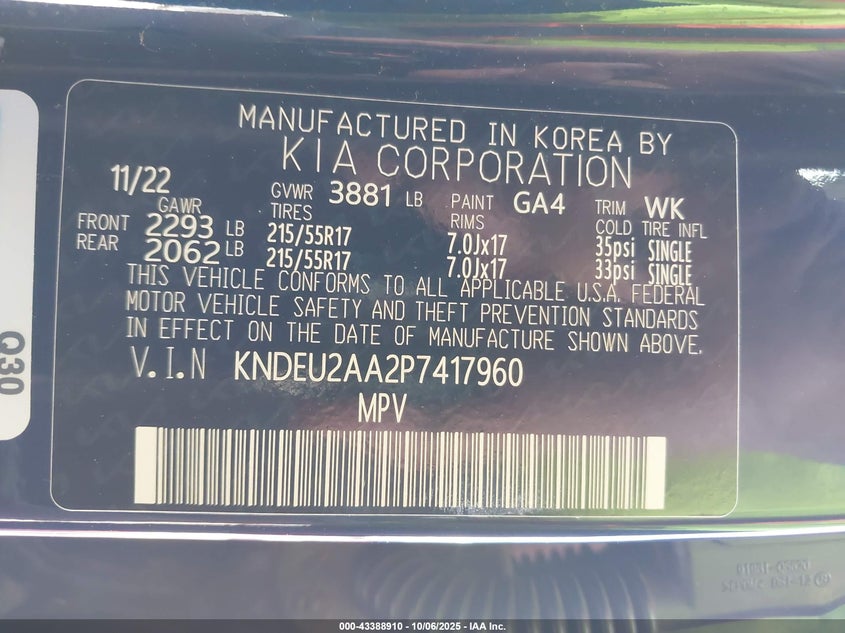 MANUFACTURED IN KOREA BY
KIA CORPORATION
11/22 GVWR 3881 LB PAINT GA4 TRIM WK
GAWR TIRES RIMS COLD TIRE INFL
FRONT 2293 LB 215/55R17 7.0Jx17 35psi SINGLE
REAR 2062 LB 215/55R17 7.0Jx17 33psi SINGLE
THIS VEHICLE CONFORMS TO ALL APPLICABLE U.S.A. FEDERAL
MOTOR VEHICLE SAFETY AND THEFT PREVENTION STANDARDS
IN EFFECT ON THE DATE OF MANUFACTURE SHOWN ABOVE.
V.I.N KNDEU2AA2P7417960
MPV
Q30
000-43388910 - 10/06/2025 - IAA Inc.